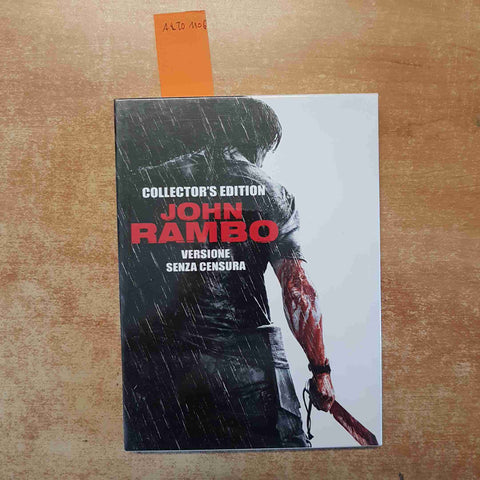 COLLECTOR'S EDITION
JOHN
RAMBO
VERSIONE
SENZA CENSURA